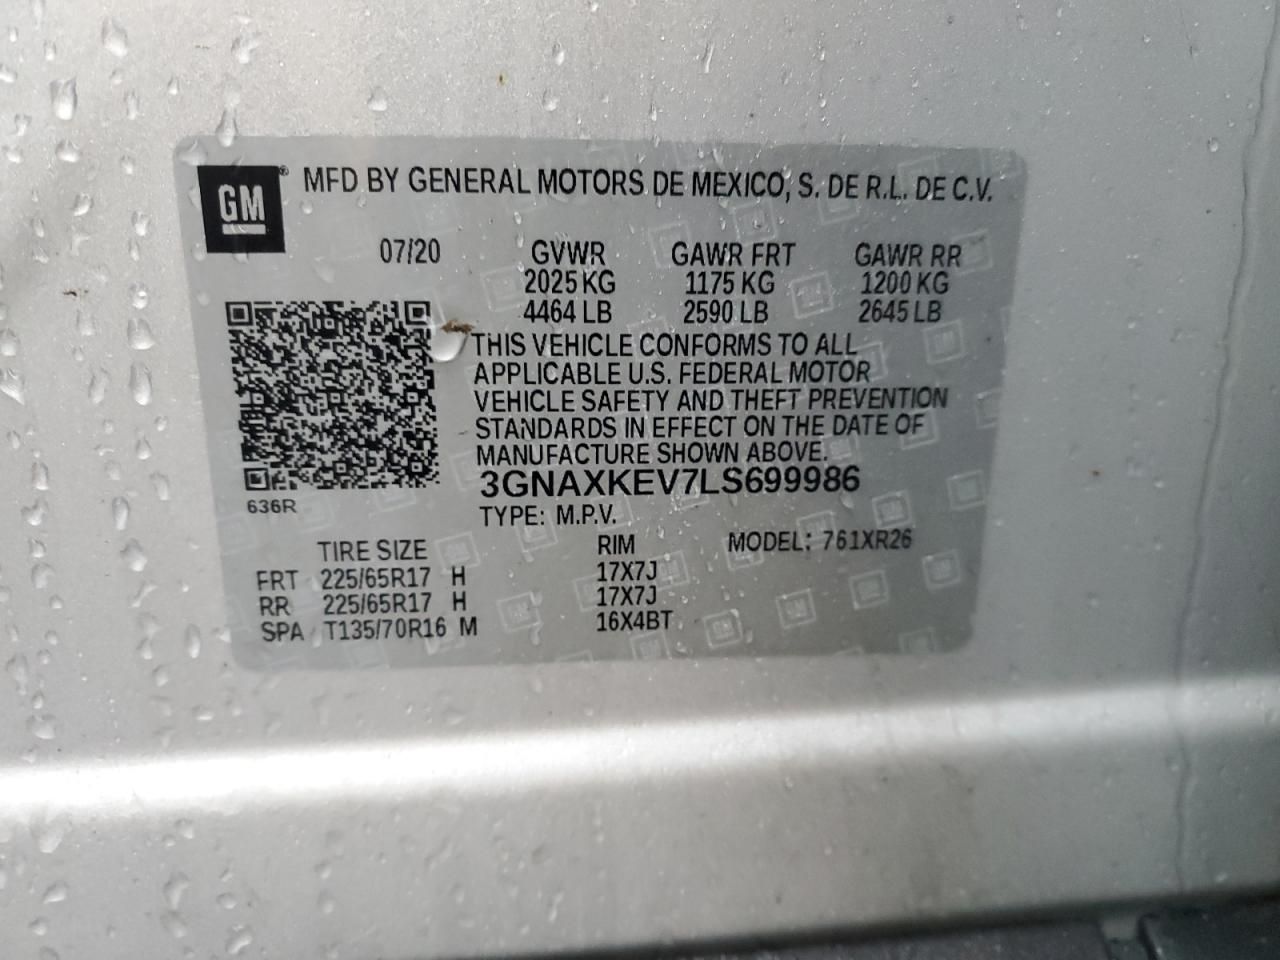 GM® MFD BY GENERAL MOTORS DE MEXICO, S. DE R.L. DE C.V.
07/20 GVWR GAWR FRT GAWR RR
2025 KG 1175 KG 1200 KG
4464 LB 2590 LB 2645 LB
THIS VEHICLE CONFORMS TO ALL
APPLICABLE U.S. FEDERAL MOTOR
VEHICLE SAFETY AND THEFT PREVENTION
STANDARDS IN EFFECT ON THE DATE OF
MANUFACTURE SHOWN ABOVE.
3GNAXKEV7LS699986
636R
TYPE: M.P.V.
TIRE SIZE RIM MODEL: 761XR26
FRT 225/65R17 H 17X7J
RR 225/65R17 H 17X7J
SPA T135/70R16 M 16X4BT